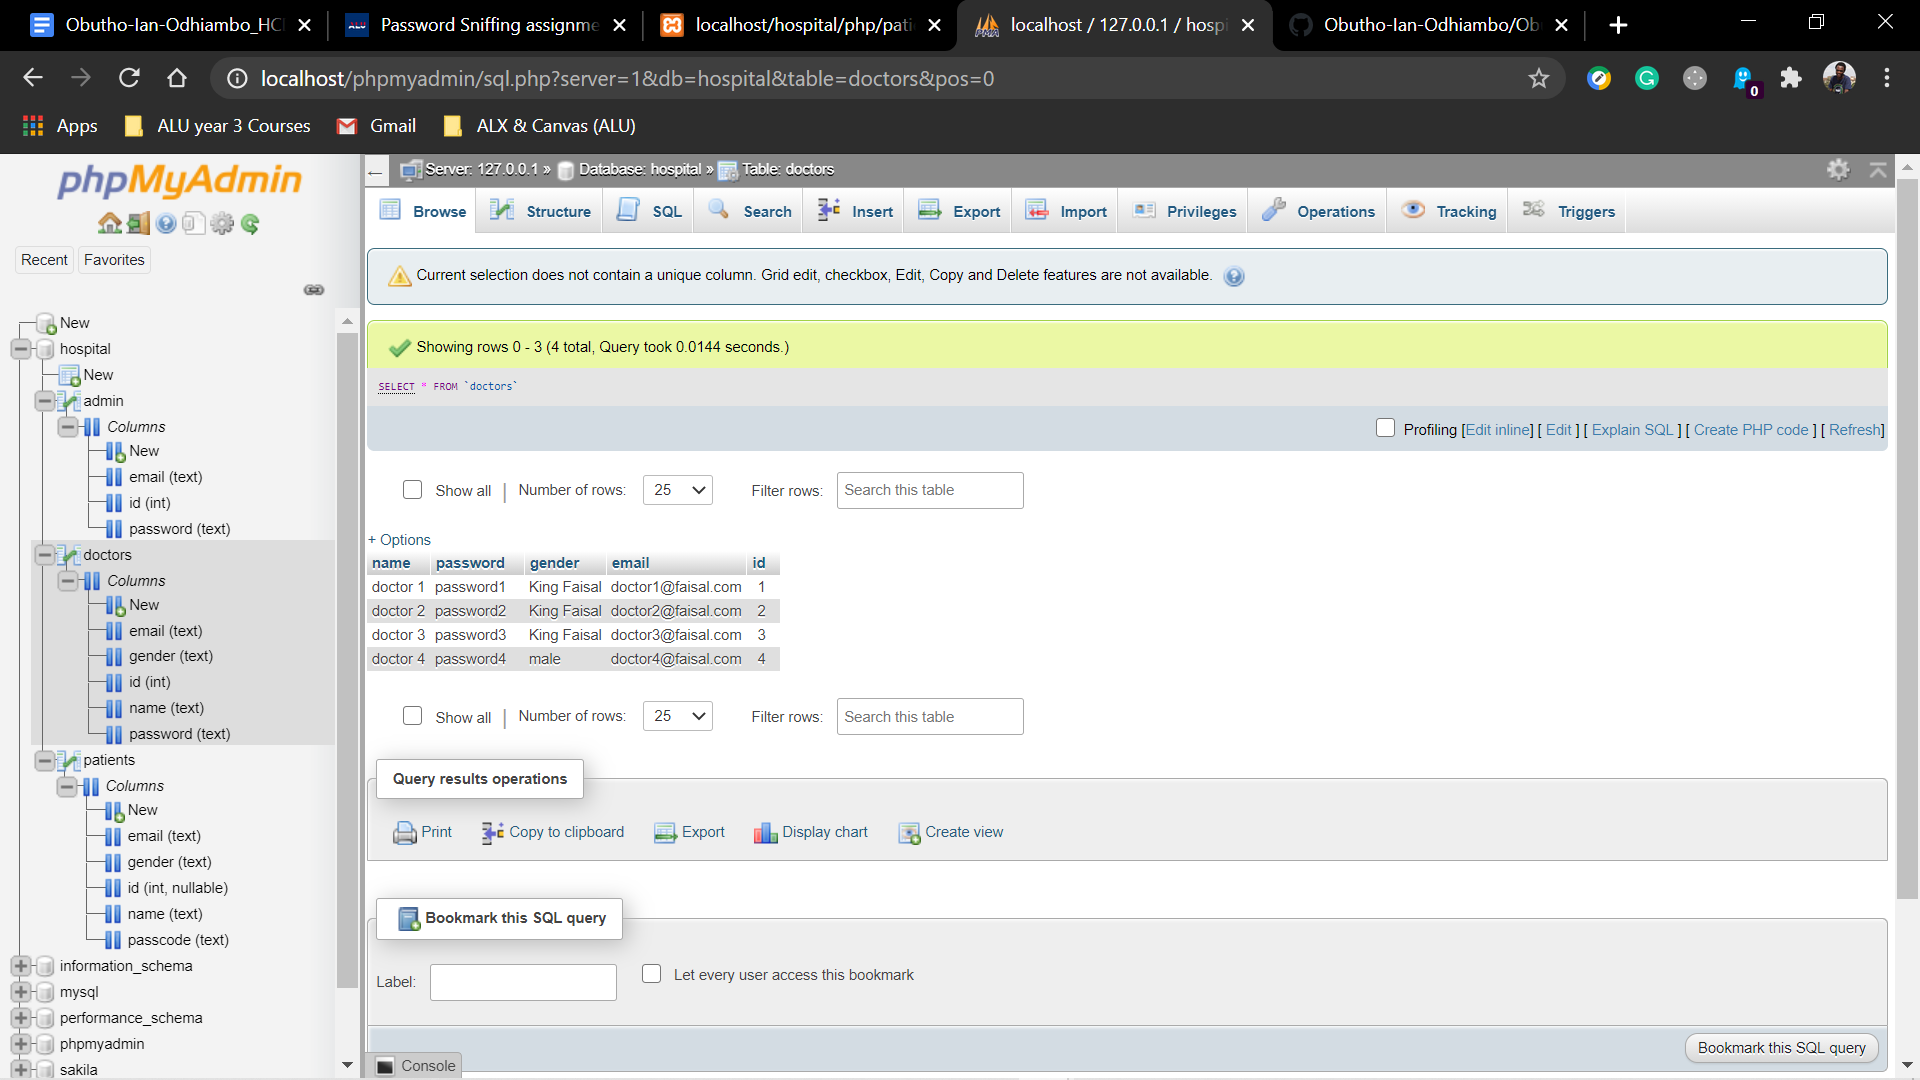 Obutho-Ian-Odhiambo_HCI
Password Sniffing assignme
localhost/hospital/php/pati
localhost / 127.0.0.1 / hospi
Obutho-Ian-Odhiambo/Ob
localhost/phpmyadmin/sql.php?server=1&db=hospital&table=doctors&pos=0
0
Apps
ALU year 3 Courses
Gmail
ALX & Canvas (ALU)
phpMyAdmin
Recent
Favorites
New
hospital
New
admin
Columns
New
email (text)
id (int)
password (text)
doctors
Columns
New
email (text)
gender (text)
id (int)
name (text)
password (text)
patients
Columns
New
email (text)
gender (text)
id (int, nullable)
name (text)
passcode (text)
information_schema
mysql
performance_schema
phpmyadmin
sakila
Server: 127.0.0.1 » Database: hospital » Table: doctors
Browse Structure SQL Search Insert Export Import Privileges Operations Tracking Triggers
Current selection does not contain a unique column. Grid edit, checkbox, Edit, Copy and Delete features are not available.
Showing rows 0 - 3 (4 total, Query took 0.0144 seconds.)
SELECT * FROM `doctors`
Profiling [Edit inline] [ Edit ] [ Explain SQL ] [ Create PHP code ] [ Refresh]
Show all | Number of rows: 25 Filter rows: Search this table
+ Options
name password gender email id
doctor 1 password1 King Faisal doctor1@faisal.com 1
doctor 2 password2 King Faisal doctor2@faisal.com 2
doctor 3 password3 King Faisal doctor3@faisal.com 3
doctor 4 password4 male doctor4@faisal.com 4
Show all | Number of rows: 25 Filter rows: Search this table
Query results operations
Print Copy to clipboard Export Display chart Create view
Bookmark this SQL query
Label: Let every user access this bookmark
Bookmark this SQL query
Console